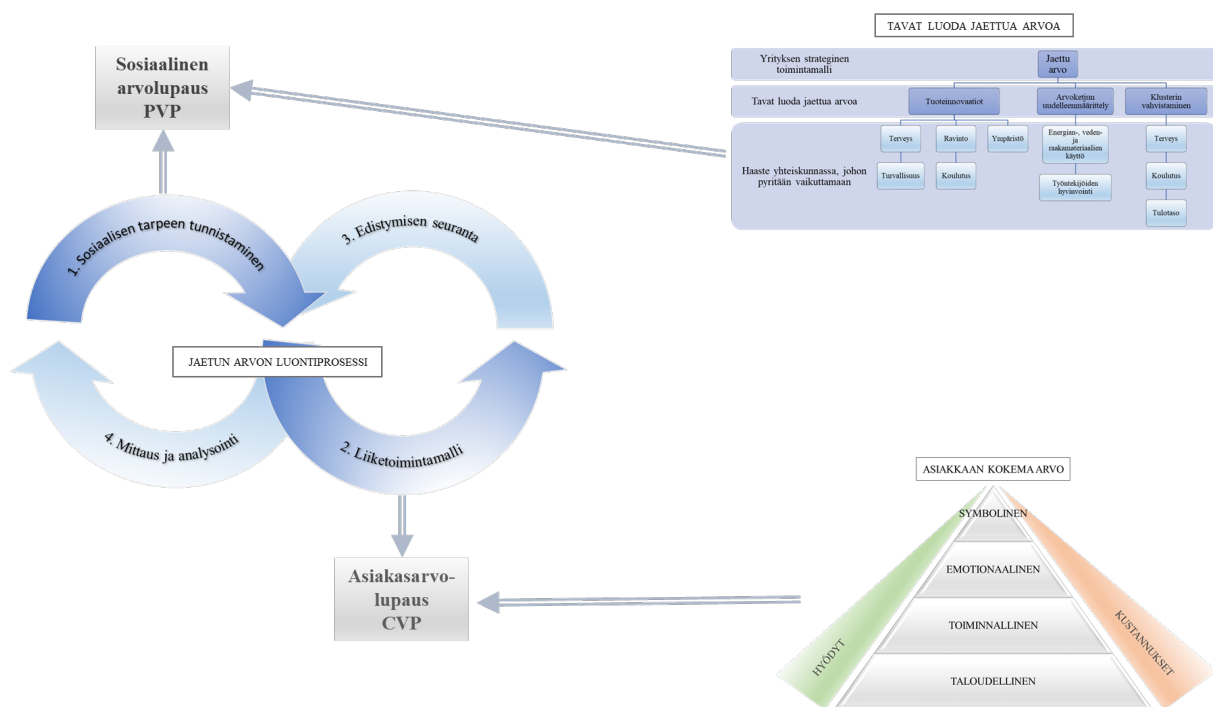 TAVAT LUODA JAETTUA ARVOA
Yrityksen strateginen
toimintamalli
Jaettu
arvo
Tavat luoda jaettua arvoa
Tuoteinnovaatiot
Arvoketjun
uudelleenmäärittely
Klusterin
vahvistaminen
Haaste yhteiskunnassa, johon
pyritään vaikuttamaan
Terveys
Turvallisuus
Ravinto
Koulutus
Ympäristö
Energian-, veden-
ja
raakamateriaalien
käyttö
Työntekijöiden
hyvinvointi
Terveys
Koulutus
Tulotaso
Sosiaalinen
arvolupaus
PVP
1. Sosiaalisen tarpeen tunnistaminen
3. Edistymisen seuranta
JAETUN ARVON LUONTIPROSESSI
4. Mittaus ja analysointi
2. Liiketoimintamalli
Asiakasarvo-
lupaus
CVP
ASIAKKAAN KOKEMA ARVO
SYMBOLINEN
EMOTIONAALINEN
TOIMINNALLINEN
TALOUDELLINEN
HYÖDYT
KUSTANNUKSET